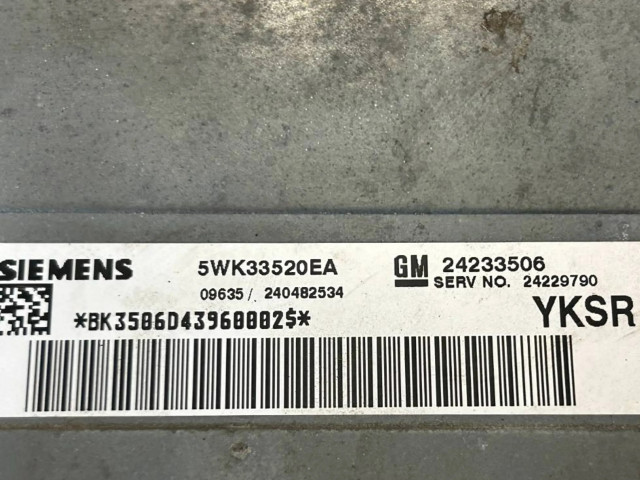 SIEMENS 5WK33520EA GM 24233506
09635/ 240482534 SERV NO. 24229790
*BK3506D43960002$* YKSR